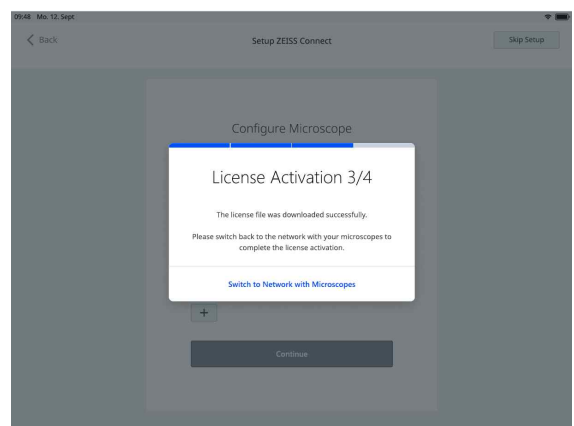 09:48 Mo. 12. Sept
Back
Setup ZEISS Connect
Skip Setup
Configure Microscope
License Activation 3/4
The license file was downloaded successfully.
Please switch back to the network with your microscopes to
complete the license activation.
Switch to Network with Microscopes
+
Continue